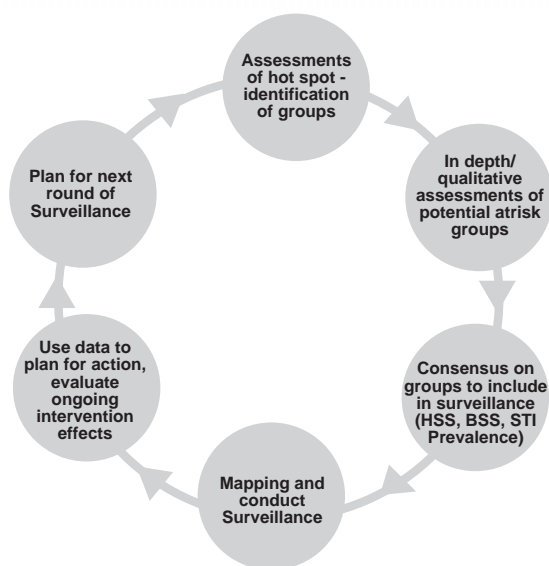 Assessments
of hot spot -
identification
of groups
In depth/
qualitative
assessments of
potential atrisk
groups
Consensus on
groups to include
in surveillance
(HSS, BSS, STI
Prevalence)
Mapping and
conduct
Surveillance
Use data to
plan for action,
evaluate
ongoing
intervention
effects
Plan for next
round of
Surveillance